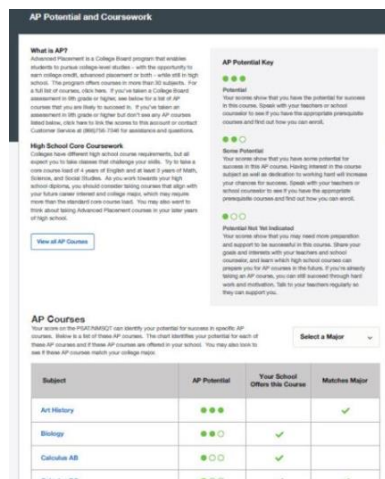 AP Potential and Coursework
What is AP?
Advanced Placement is a College Board program that enables
students to pursue college-level studies - with the opportunity to
earn college credit, advanced placement or both - while still in high
school. The program offers courses in more than 30 subjects. For
a full list of courses, click here. If you've taken a College Board
assessment in 9th grade or higher, see below for a list of AP
courses that you are likely to succeed in. If you've taken an
assessment in 9th grade or higher but don't see any AP courses
listed below, click here to link the scores to this account or contact
Customer Service at for assistance and questions.
High School Core Coursework
Colleges have different high school course requirements, but all
expect you to take classes that challenge your skills. Try to take a
core course load of 4 years of English and at least 3 years of Math,
Science, and Social Studies. As you work towards your high
school diploma, you should consider taking courses that align with
your future career interest and college major, which may require
more than the standard core course load. You may also want to
think about taking Advanced Placement courses in your later years
of high school.
View all AP Courses
AP Potential Key
Potential
Your scores show that you have the potential for success
in this course. Speak with your teachers or school
counselor to see if you have the appropriate prerequisite
courses and find out how you can enroll.
Some Potential
Your scores show that you have some potential for
success in this AP course. Having interest in the course
subject as well as dedication to working hard will increase
your chances for success. Speak with your teachers or
school counselor to see if you have the appropriate
prerequisite courses and find out how you can enroll.
Potential Not Yet Indicated
Your scores show that you may need more preparation
and support to be successful in this course. Share your
goals and interests with your teachers and school
counselor, and learn which high school courses can
prepare you for AP courses in the future. If you're already
taking an AP course, you can still succeed through hard
work and motivation. Talk to your teachers regularly so
they can support you.
AP Courses
Your score on the PSAT/NMSQT can identify your potential for success in specific AP
courses. Below is a list of these AP courses. The chart identifies your potential for each of
these AP courses and if these AP courses are offered in your school. You may also look to
see if these AP courses match your college major.
Select a Major
Subject AP Potential Your School Offers this Course Matches Major
Art History
Biology
Calculus AB